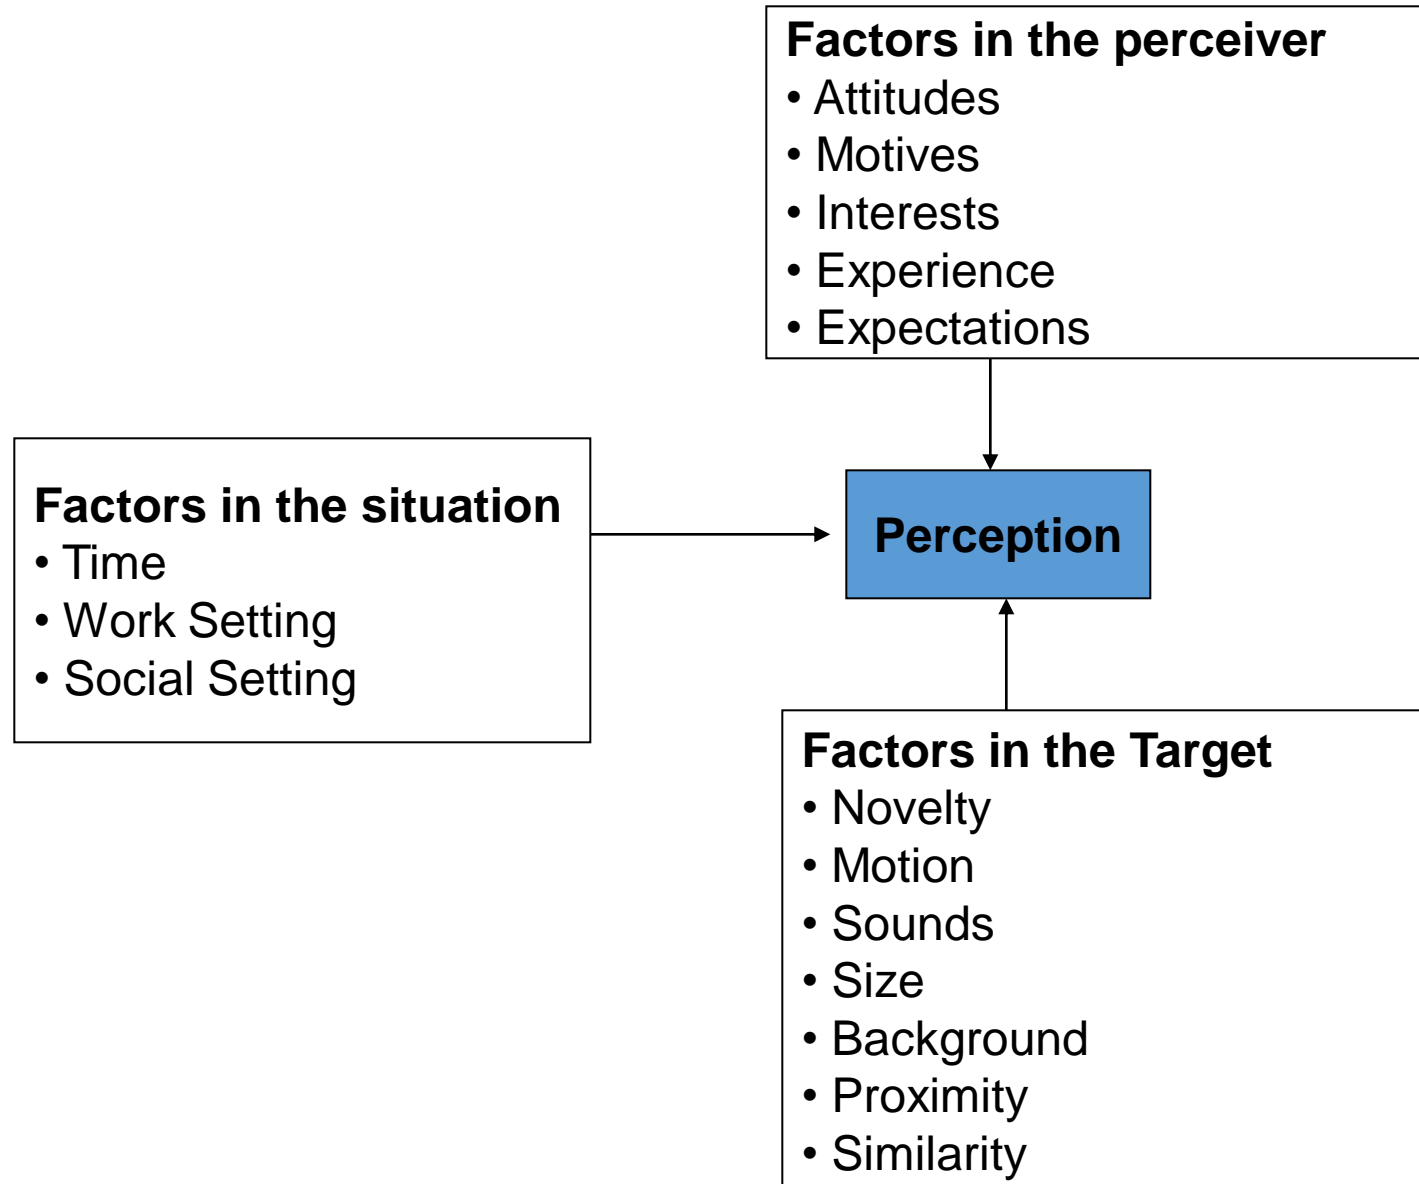 Factors in the perceiver
• Attitudes
• Motives
• Interests
• Experience
• Expectations
Factors in the situation
• Time
• Work Setting
• Social Setting
Perception
Factors in the Target
• Novelty
• Motion
• Sounds
• Size
• Background
• Proximity
• Similarity